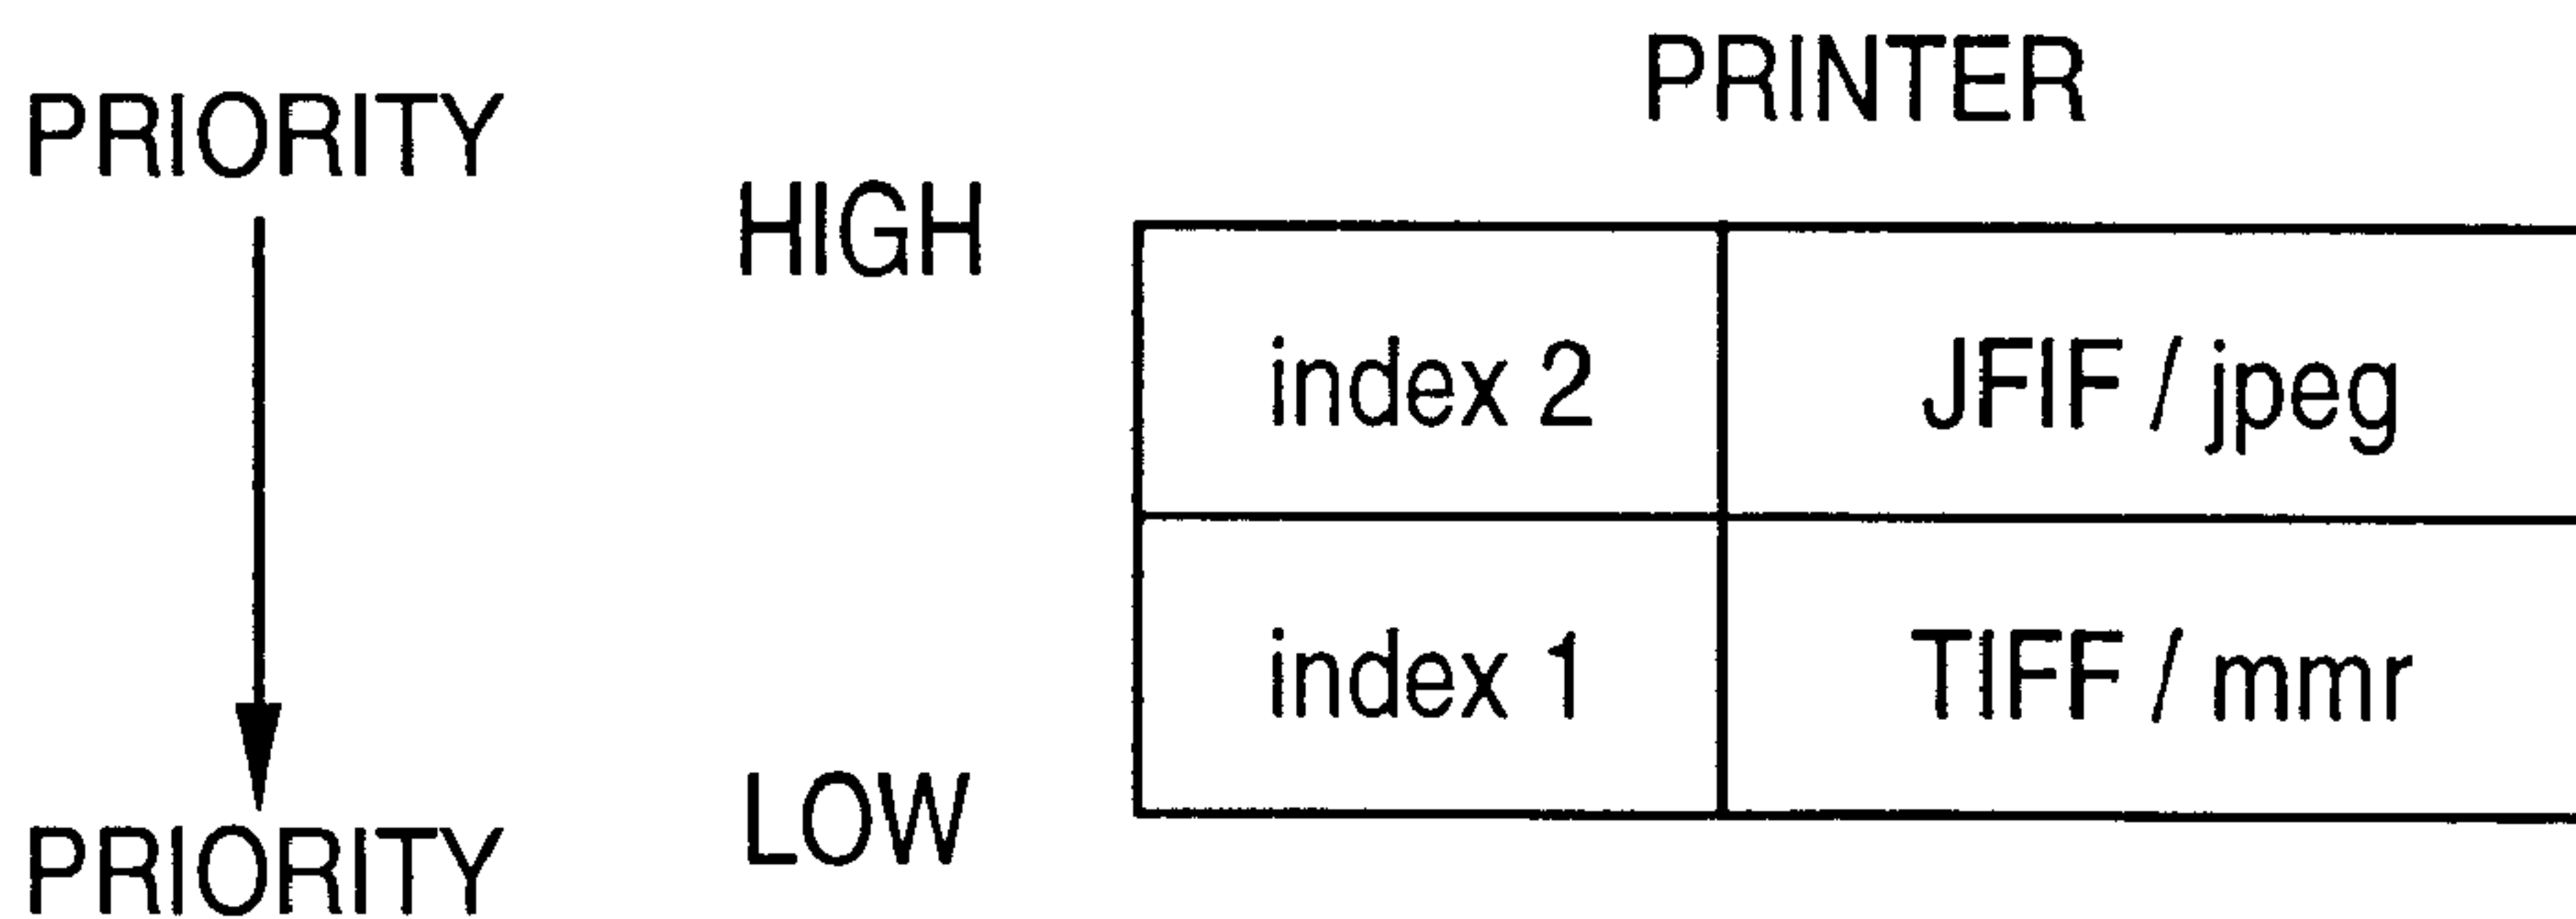 PRINTER
PRIORITY
HIGH
index 2 JFIF / jpeg
index 1 TIFF / mmr
LOW
PRIORITY